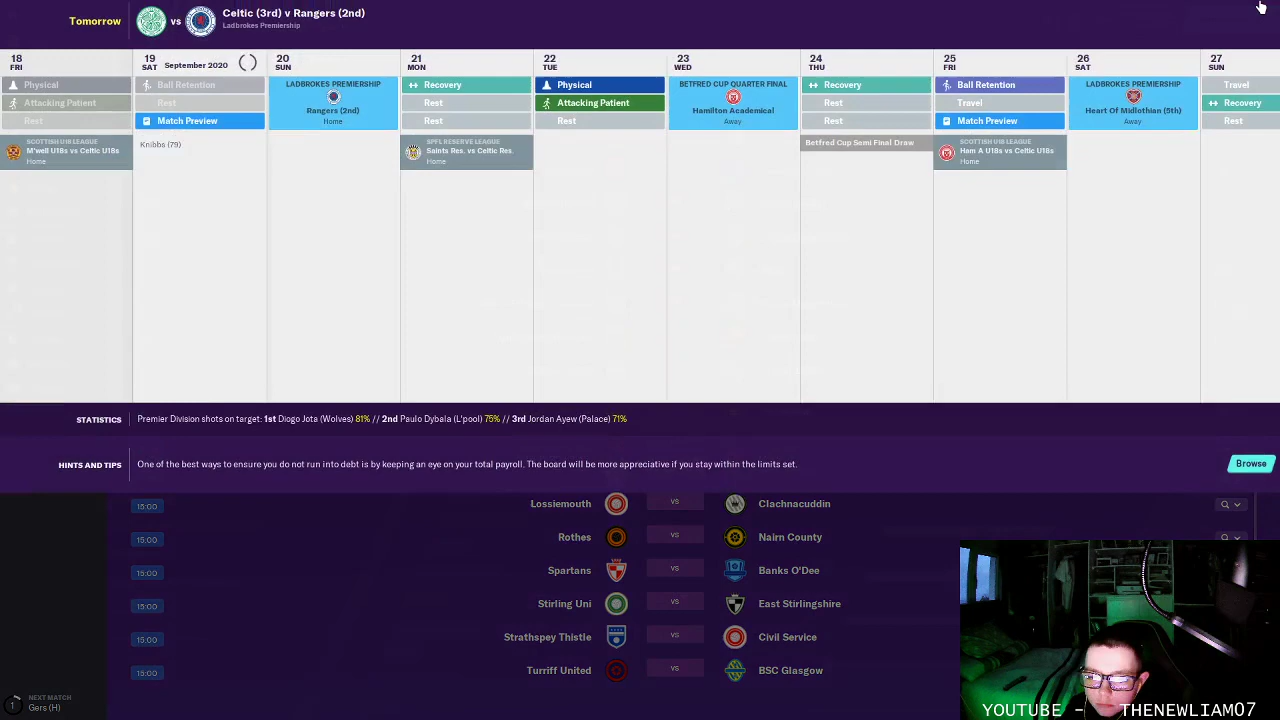 Tomorrow
vs
Celtic (3rd) v Rangers (2nd)
Ladbrokes Premiership
18
FRI
Physical
Attacking Patient
Rest
SCOTTISH U18 LEAGUE
M'well U18s vs Celtic U18s
Home
19
SAT
September 2020
Ball Retention
Rest
Match Preview
Knibbs (79)
20
SUN
LADBROKES PREMIERSHIP
Rangers (2nd)
Home
21
MON
Recovery
Rest
Rest
SPFL RESERVE LEAGUE
Saints Res. vs Celtic Res.
Home
22
TUE
Physical
Attacking Patient
Rest
23
WED
BETFRED CUP QUARTER FINAL
Hamilton Academical
Away
24
THU
Recovery
Rest
Rest
Betfred Cup Semi Final Draw
25
FRI
Ball Retention
Travel
Match Preview
SCOTTISH U18 LEAGUE
Ham A U18s vs Celtic U18s
Home
26
SAT
LADBROKES PREMIERSHIP
Heart Of Midlothian (5th)
Away
27
SUN
Travel
Recovery
Rest
STATISTICS
Premier Division shots on target: 1st Diogo Jota (Wolves) 81% // 2nd Paulo Dybala (L'pool) 75% // 3rd Jordan Ayew (Palace) 71%
HINTS AND TIPS
One of the best ways to ensure you do not run into debt is by keeping an eye on your total payroll. The board will be more appreciative if you stay within the limits set.
Browse
15:00 Lossiemouth vs Clachnacuddin
15:00 Rothes vs Nairn County
15:00 Spartans vs Banks O'Dee
15:00 Stirling Uni vs East Stirlingshire
15:00 Strathspey Thistle vs Civil Service
15:00 Turriff United vs BSC Glasgow
1
NEXT MATCH
Gers (H)
YOUTUBE - THENEWLIAM07